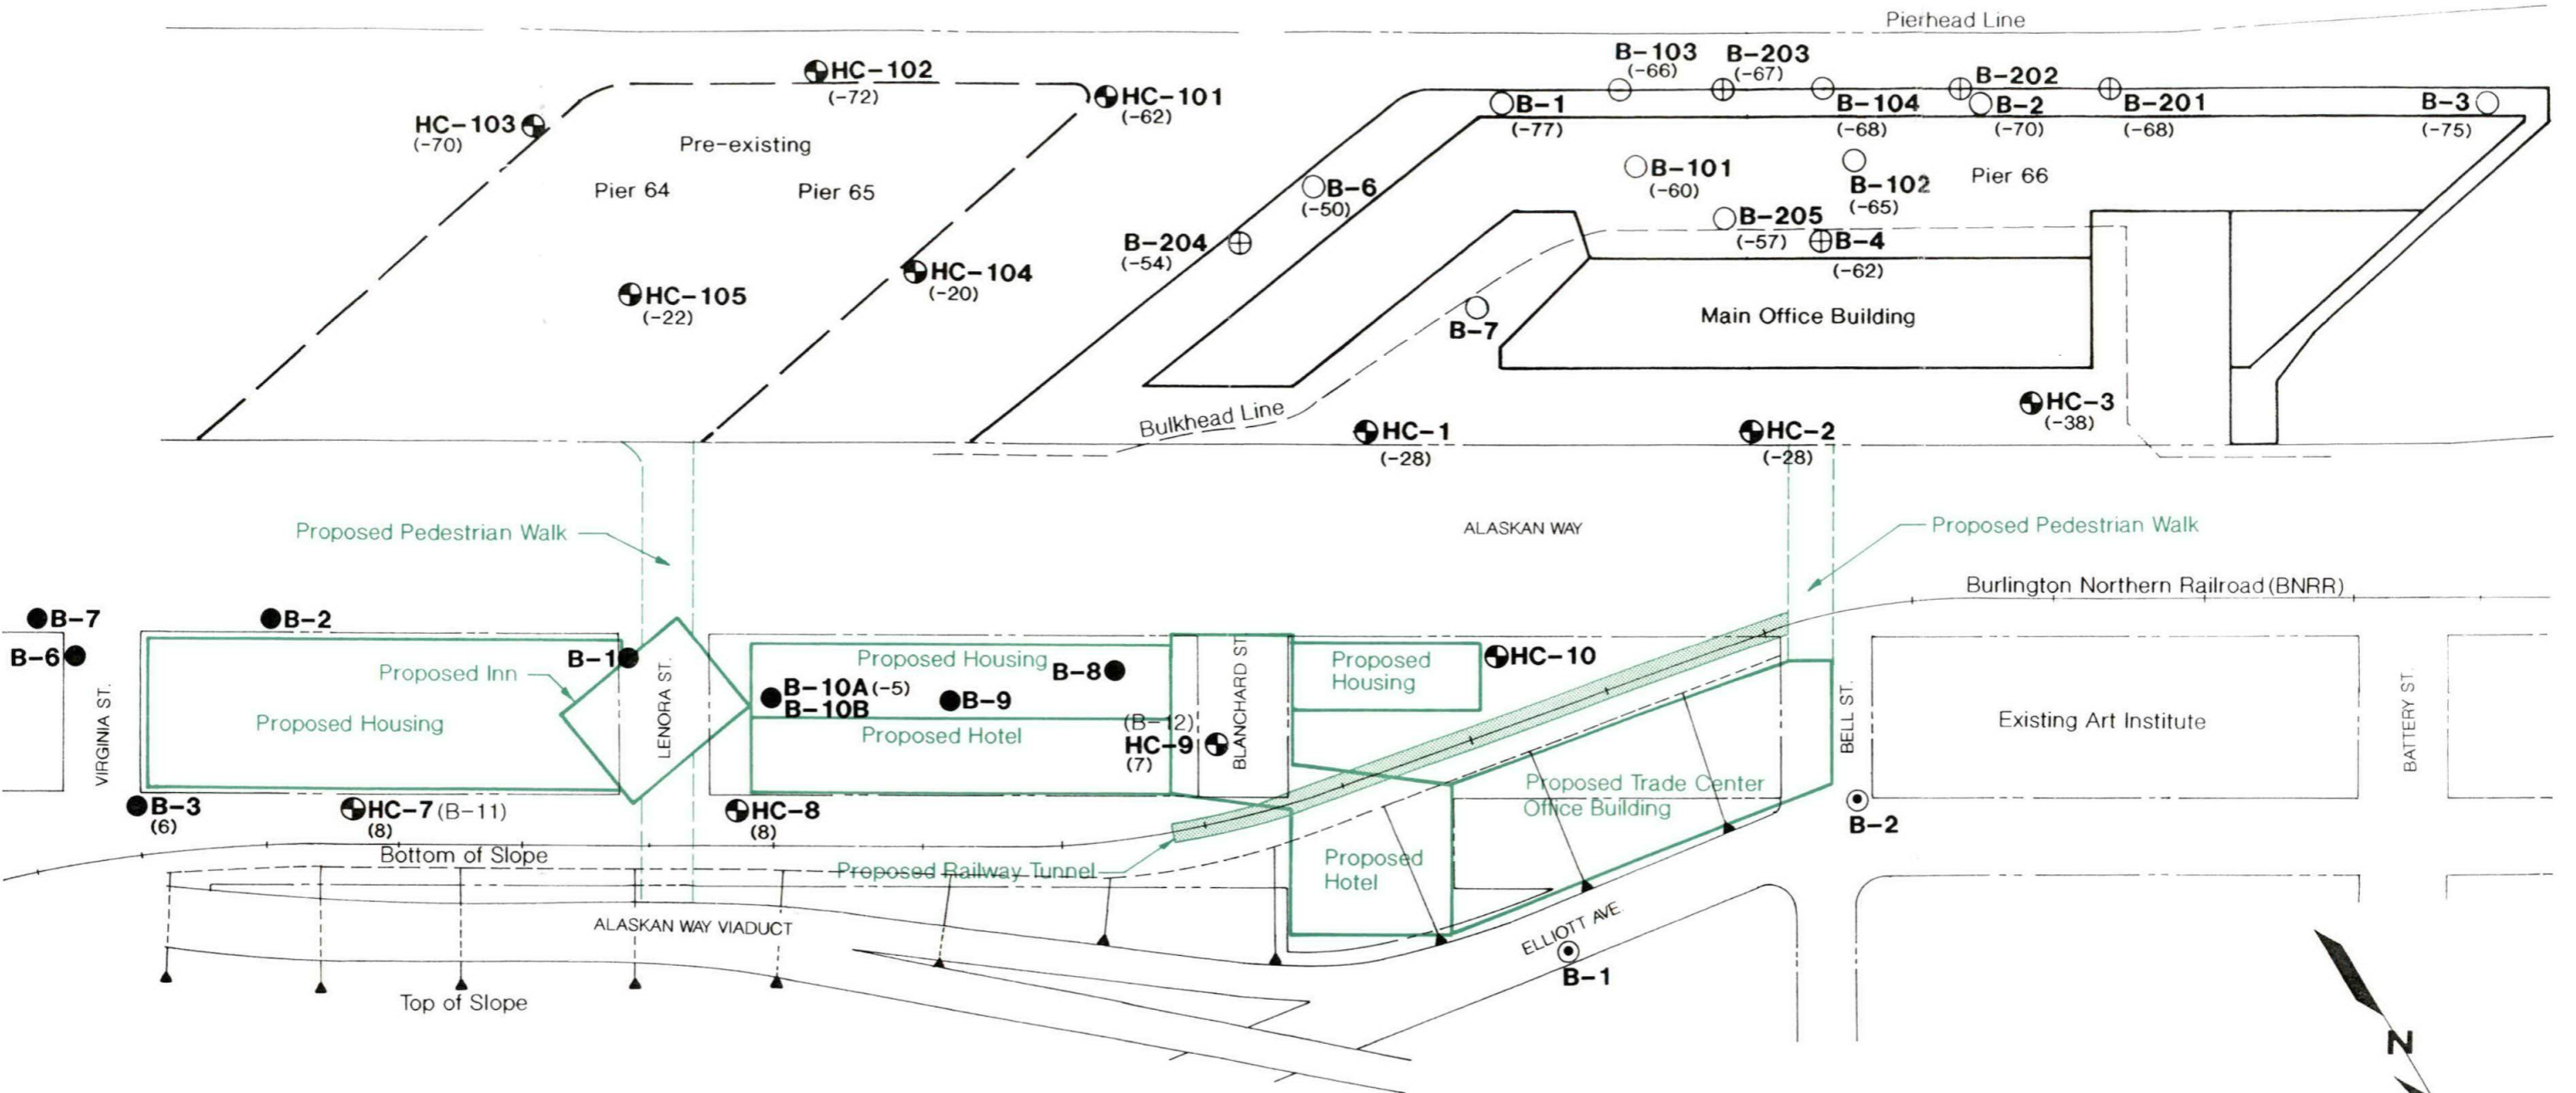 Pierhead Line
B-103
(-66)
B-203
(-67)
HC-102
(-72)
HC-101
(-62)
HC-103
(-70)
B-1
(-77)
B-104
(-68)
B-202
B-2
(-70)
B-201
(-68)
B-3
(-75)
Pre-existing
Pier 64
Pier 65
B-6
(-50)
B-101
(-60)
B-102
(-65)
Pier 66
B-204
(-54)
B-205
(-57)
B-4
(-62)
HC-105
(-22)
HC-104
(-20)
B-7
Main Office Building
Bulkhead Line
HC-1
(-28)
HC-2
(-28)
HC-3
(-38)
Proposed Pedestrian Walk
ALASKAN WAY
Proposed Pedestrian Walk
Burlington Northern Railroad (BNRR)
B-7
B-2
B-6
B-1
VIRGINIA ST.
Proposed Inn
Proposed Housing
LENORA ST.
Proposed Housing
B-8
B-10A (-5)
B-10B
B-9
Proposed Hotel
(B-12)
HC-9
(7)
BLANCHARD ST
Proposed
Housing
HC-10
BELL ST.
Existing Art Institute
BATTERY ST.
B-3
(6)
HC-7 (B-11)
(8)
HC-8
(8)
Proposed Trade Center
Office Building
B-2
Bottom of Slope
Proposed Railway Tunnel
Proposed
Hotel
ALASKAN WAY VIADUCT
ELLIOTT AVE.
B-1
Top of Slope
N